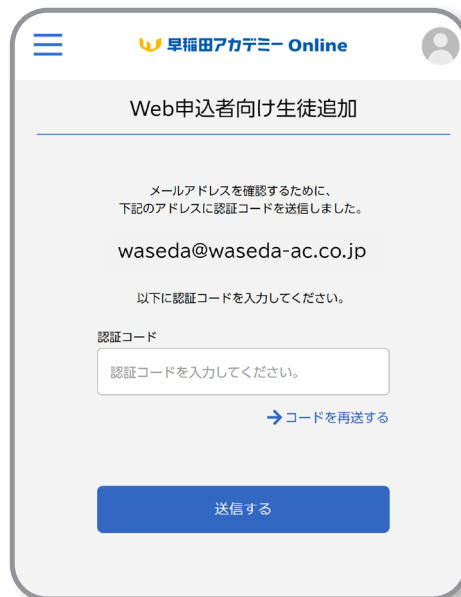 早稲田アカデミー Online
Web申込者向け生徒追加
メールアドレスを確認するために、
下記のアドレスに認証コードを送信しました。
waseda@waseda-ac.co.jp
以下に認証コードを入力してください。
認証コード
認証コードを入力してください。
→コードを再送する
送信する